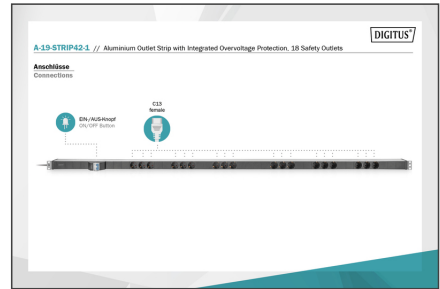 DIGITUS®
A-19-STRIP42-1 // Aluminium Outlet Strip with Integrated Overvoltage Protection, 18 Safety Outlets
Anschlüsse
Connections
C13
female
EIN-/AUS-Knopf
ON/OFF Button